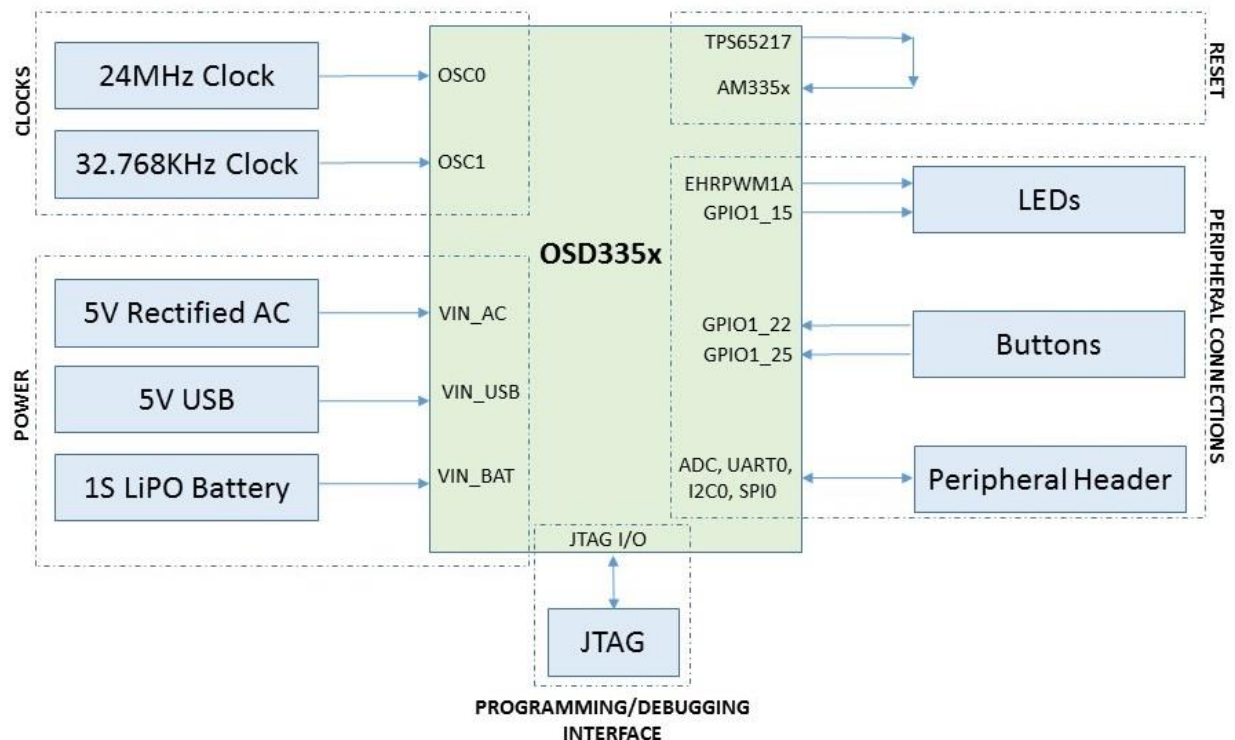 CLOCKS
24MHz Clock
OSC0
32.768KHz Clock
OSC1
POWER
5V Rectified AC
VIN_AC
5V USB
VIN_USB
1S LiPO Battery
VIN_BAT
OSD335x
TPS65217
AM335x
RESET
EHRPWM1A
GPIO1_15
LEDs
GPIO1_22
GPIO1_25
Buttons
ADC, UART0,
I2C0, SPI0
Peripheral Header
PERIPHERAL CONNECTIONS
JTAG I/O
JTAG
PROGRAMMING/DEBUGGING
INTERFACE